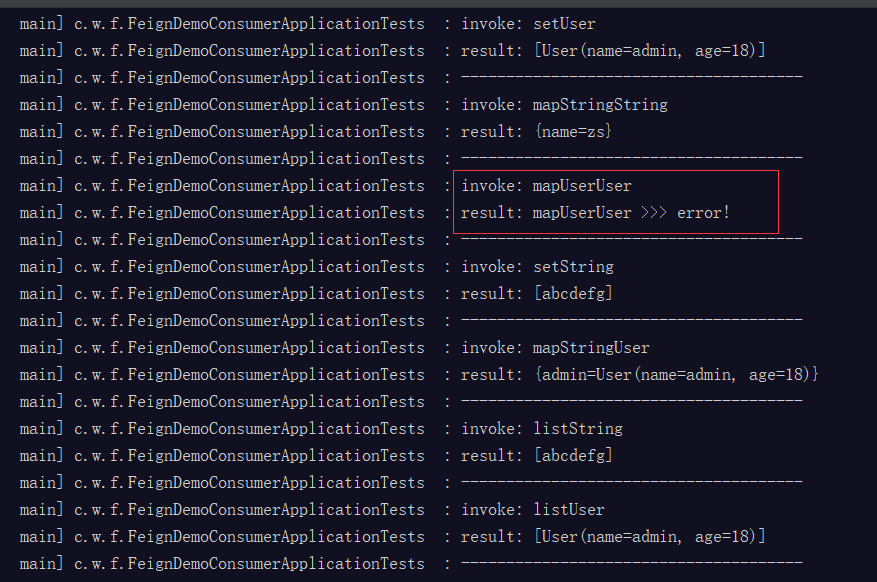 main] c.w.f.FeignDemoConsumerApplicationTests : invoke: setUser
main] c.w.f.FeignDemoConsumerApplicationTests : result: [User(name=admin, age=18)]
main] c.w.f.FeignDemoConsumerApplicationTests : --------------------------------------
main] c.w.f.FeignDemoConsumerApplicationTests : invoke: mapStringString
main] c.w.f.FeignDemoConsumerApplicationTests : result: {name=zs}
main] c.w.f.FeignDemoConsumerApplicationTests : --------------------------------------
main] c.w.f.FeignDemoConsumerApplicationTests : invoke: mapUserUser
main] c.w.f.FeignDemoConsumerApplicationTests : result: mapUserUser >>> error!
main] c.w.f.FeignDemoConsumerApplicationTests : --------------------------------------
main] c.w.f.FeignDemoConsumerApplicationTests : invoke: setString
main] c.w.f.FeignDemoConsumerApplicationTests : result: [abcdefg]
main] c.w.f.FeignDemoConsumerApplicationTests : --------------------------------------
main] c.w.f.FeignDemoConsumerApplicationTests : invoke: mapStringUser
main] c.w.f.FeignDemoConsumerApplicationTests : result: {admin=User(name=admin, age=18)}
main] c.w.f.FeignDemoConsumerApplicationTests : --------------------------------------
main] c.w.f.FeignDemoConsumerApplicationTests : invoke: listString
main] c.w.f.FeignDemoConsumerApplicationTests : result: [abcdefg]
main] c.w.f.FeignDemoConsumerApplicationTests : --------------------------------------
main] c.w.f.FeignDemoConsumerApplicationTests : invoke: listUser
main] c.w.f.FeignDemoConsumerApplicationTests : result: [User(name=admin, age=18)]
main] c.w.f.FeignDemoConsumerApplicationTests : --------------------------------------